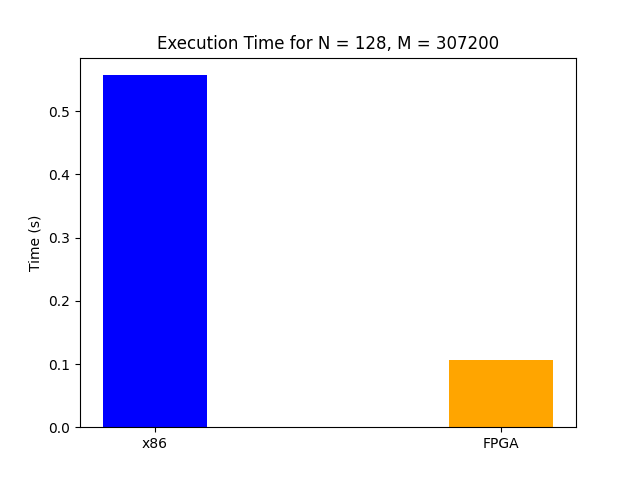 Execution Time for N = 128, M = 307200
Time (s)
0.5
0.4
0.3
0.2
0.1
0.0
x86
FPGA